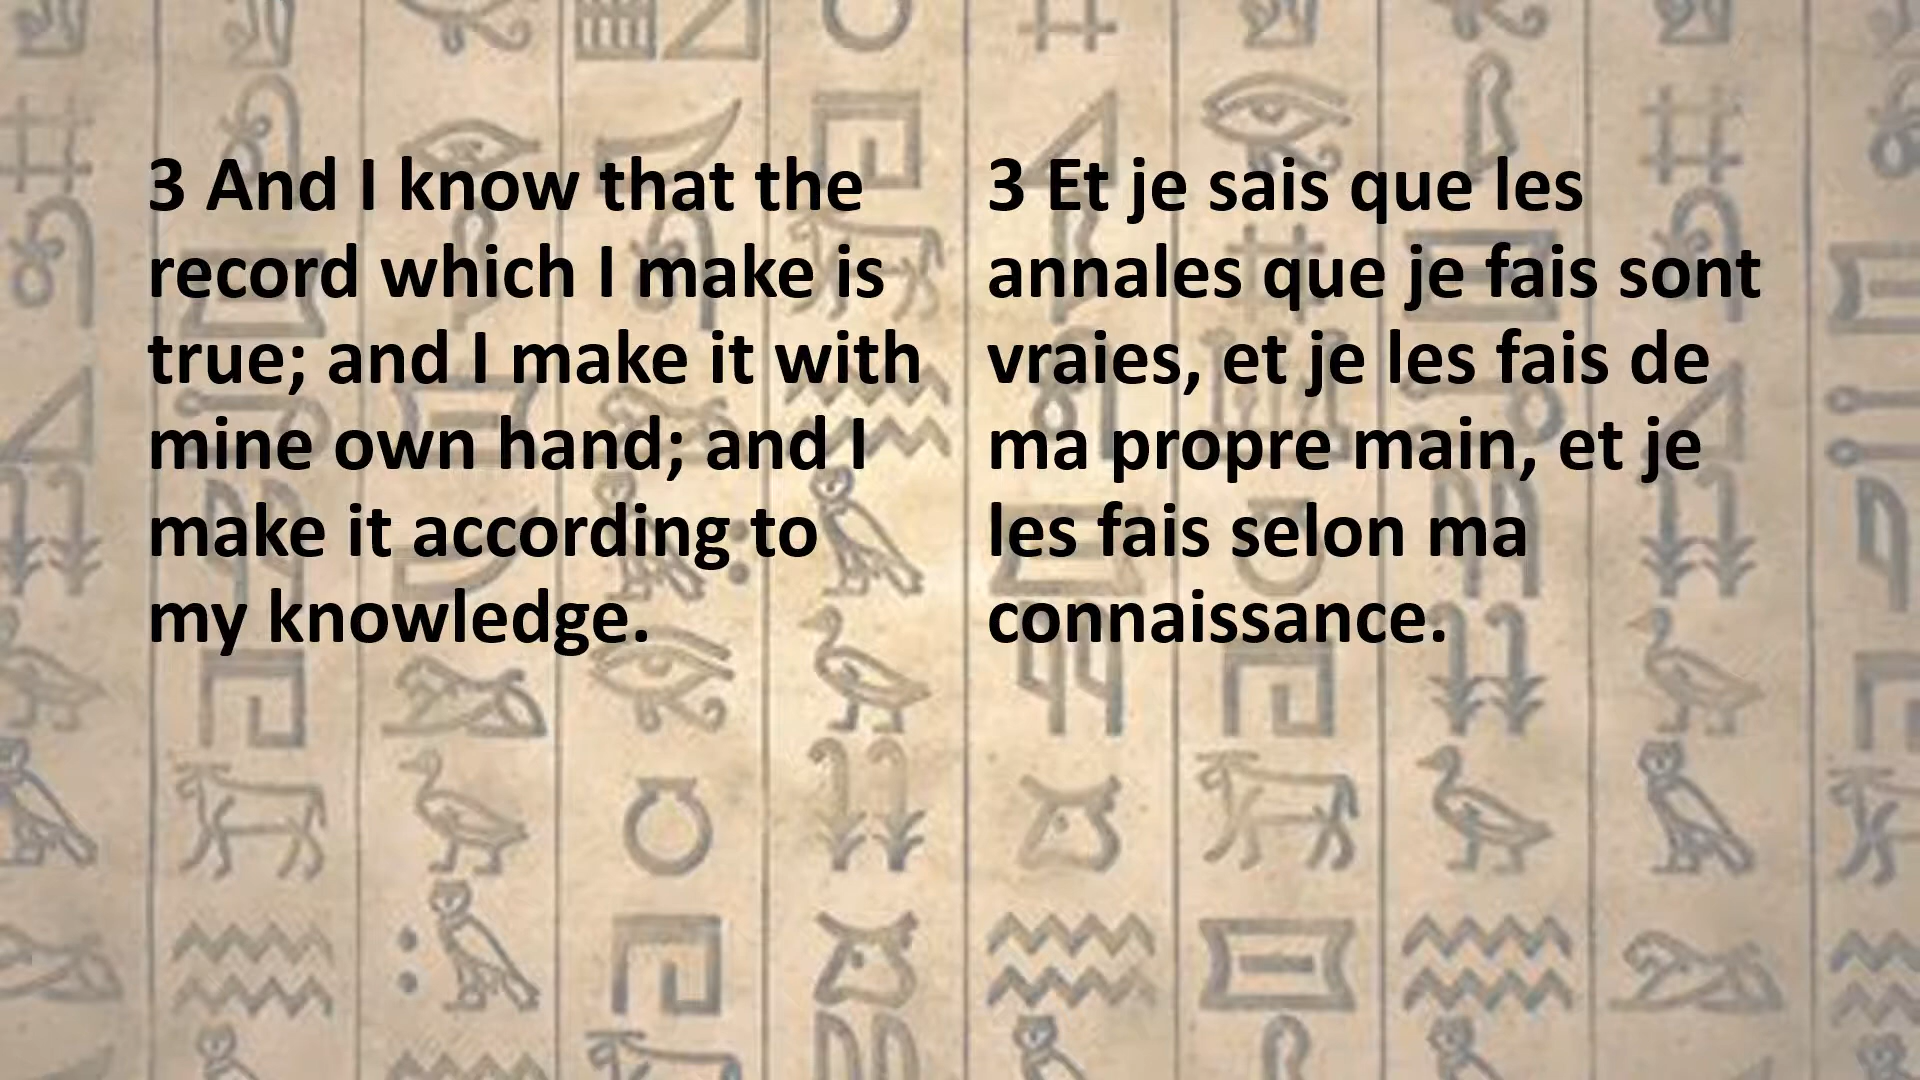 3 And I know that the
record which I make is
true; and I make it with
mine own hand; and I
make it according to
my knowledge.
3 Et je sais que les
annales que je fais sont
vraies, et je les fais de
ma propre main, et je
les fais selon ma
connaissance.